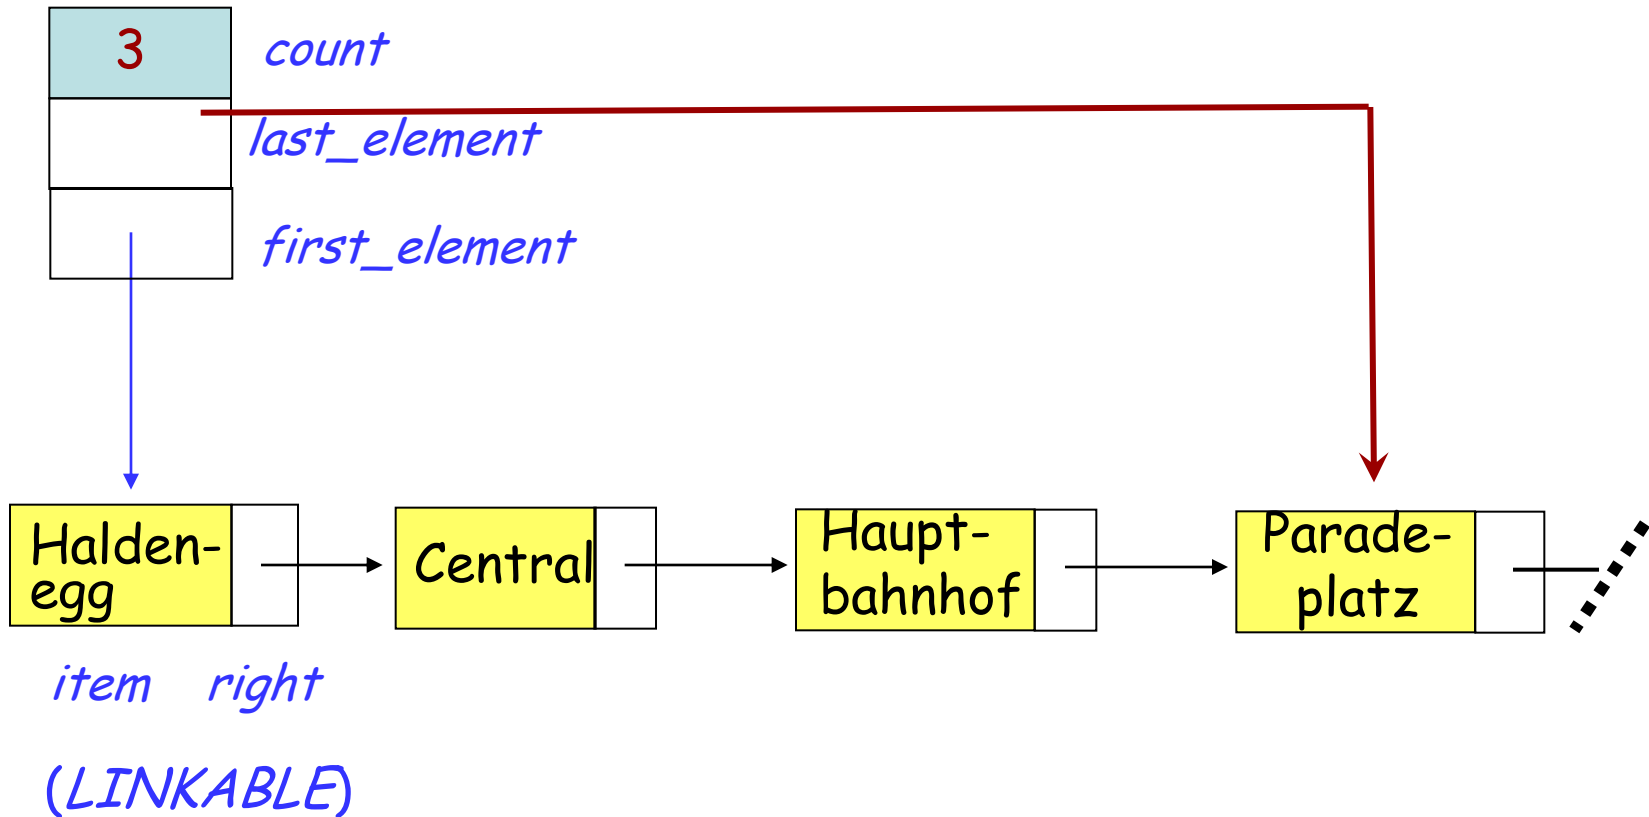 3
count
last_element
first_element
Halden-
egg
Central
Haupt-
bahnhof
Parade-
platz
item right
(LINKABLE)